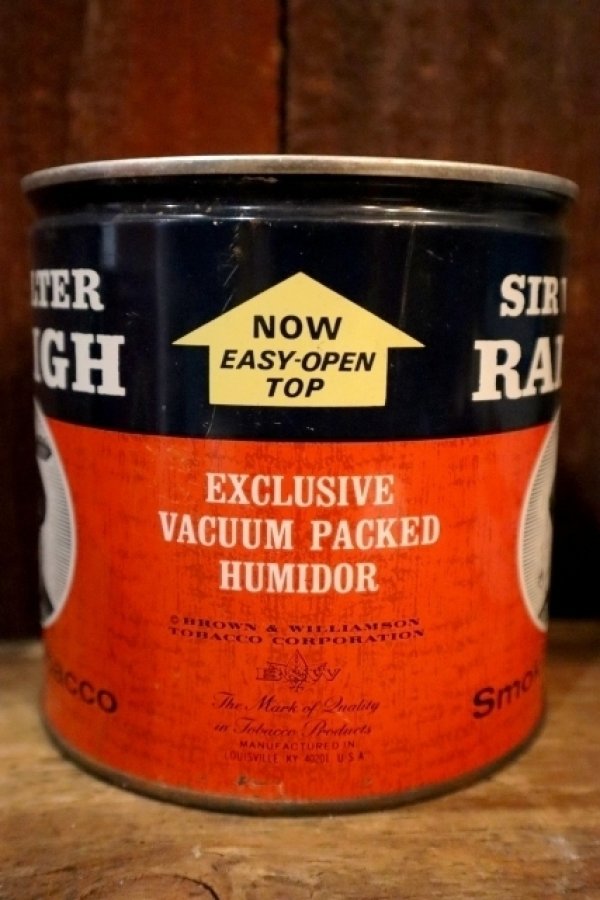 LTER
IGH
NOW
EASY-OPEN
TOP
SIR
RA
EXCLUSIVE
VACUUM PACKED
HUMIDOR
© BROWN & WILLIAMSON
TOBACCO CORPORATION
B&W
The Mark of Quality
in Tobacco Products
MANUFACTURED IN
LOUISVILLE KY 40201 U S A
acco
Smo